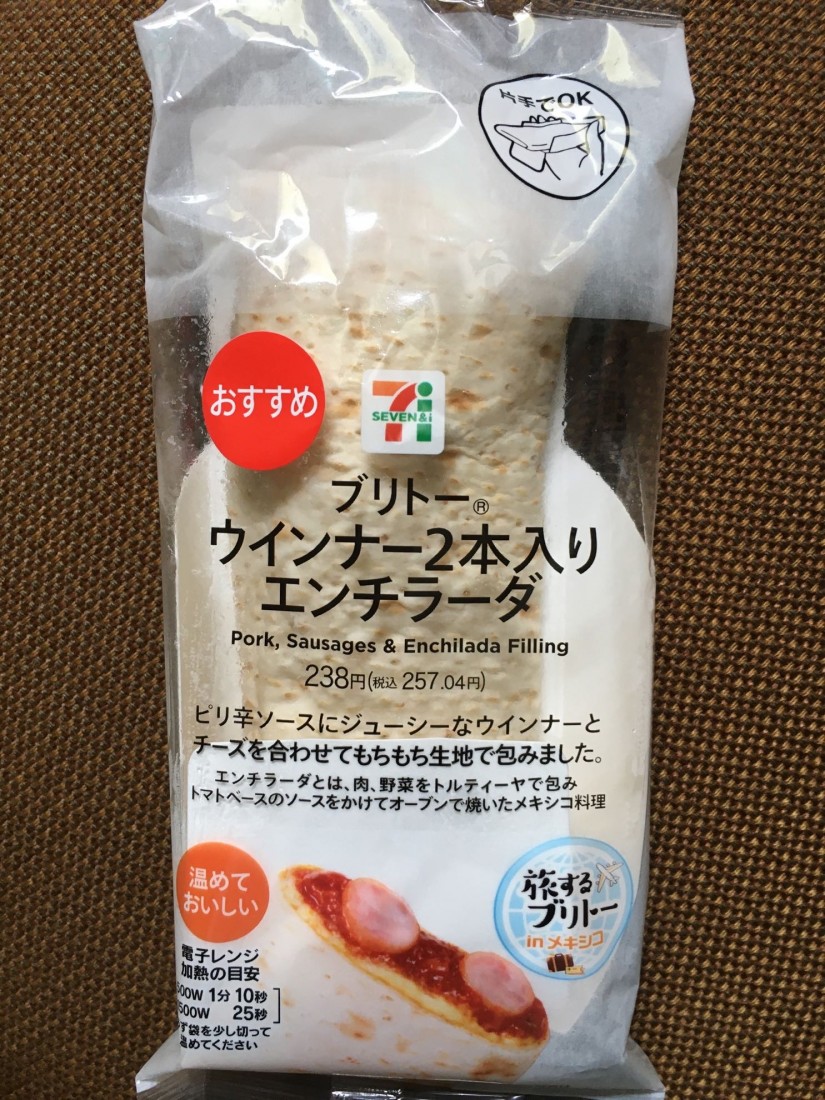 片手でOK
おすすめ
SEVEN&i
ブリトー®
ウインナー2本入り
エンチラーダ
Pork, Sausages & Enchilada Filling
238円(税込 257.04円)
ピリ辛ソースにジューシーなウインナーと
チーズを合わせてもちもち生地で包みました。
エンチラーダとは、肉、野菜をトルティーヤで包み
トマトベースのソースをかけてオーブンで焼いたメキシコ料理
温めて
おいしい
旅する
ブリトー
in メキシコ
電子レンジ
加熱の目安
500W 1分10秒
500W 25秒
ず袋を少し切って
温めてください